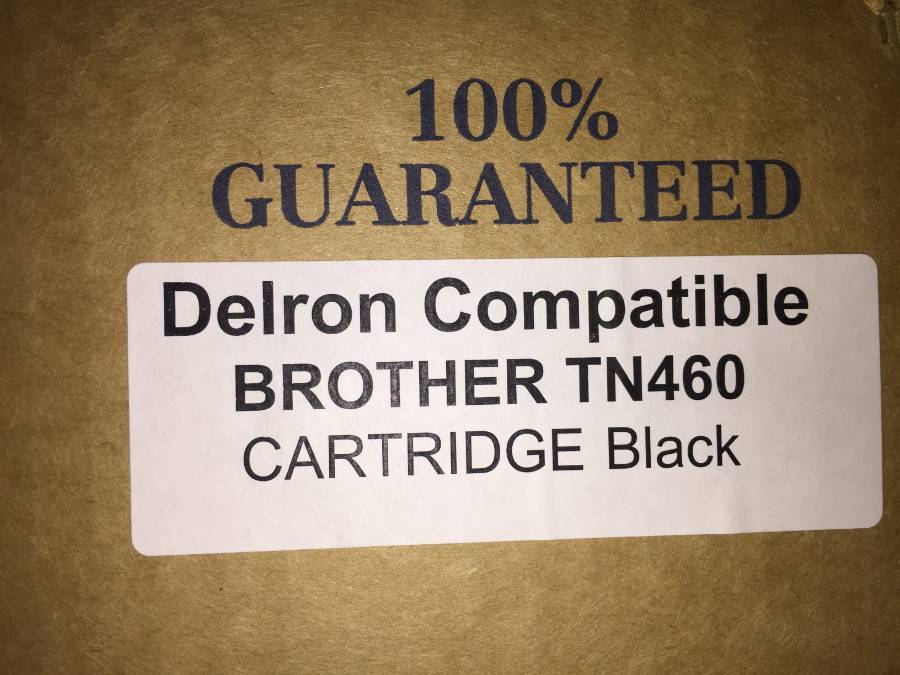 100%
GUARANTEED
Delron Compatible
BROTHER TN460
CARTRIDGE Black